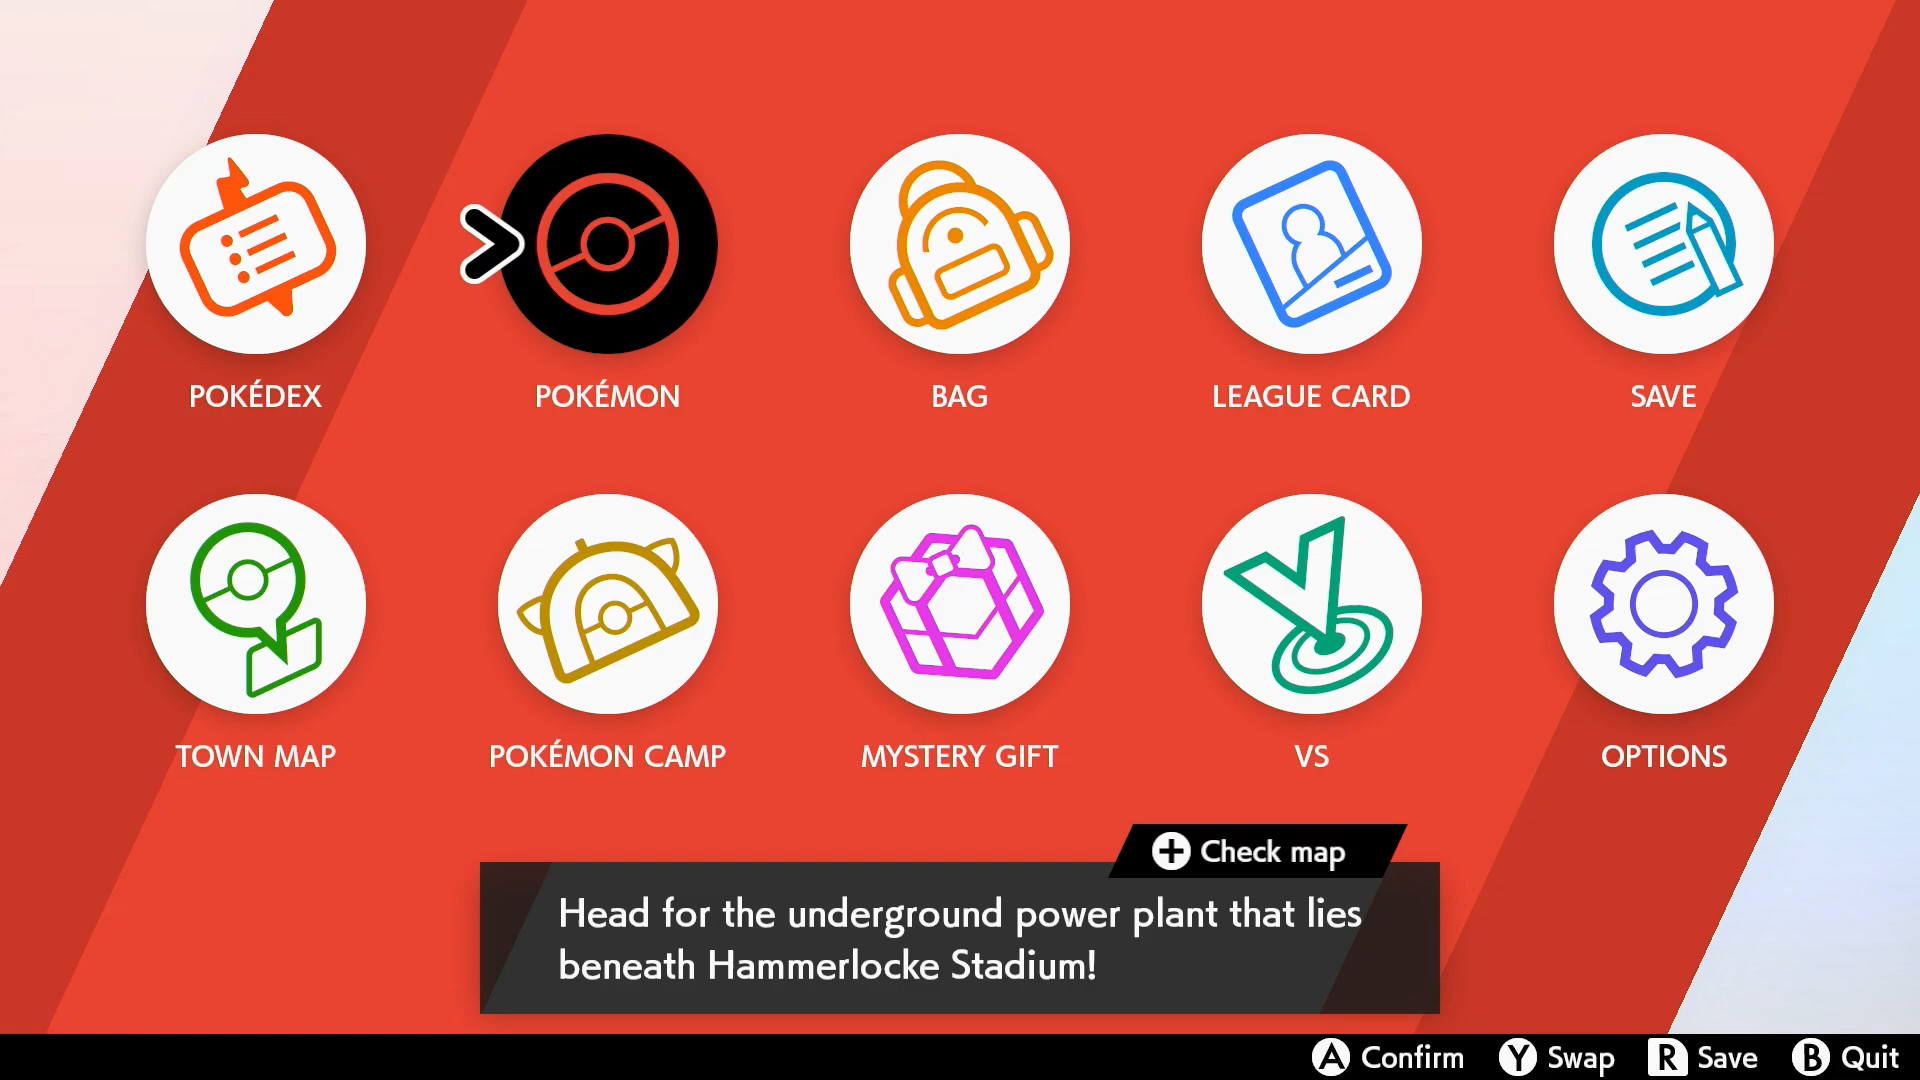 POKÉDEX
POKÉMON
BAG
LEAGUE CARD
SAVE
TOWN MAP
POKÉMON CAMP
MYSTERY GIFT
VS
OPTIONS
Check map
Head for the underground power plant that lies
beneath Hammerlocke Stadium!
A Confirm Y Swap R Save B Quit